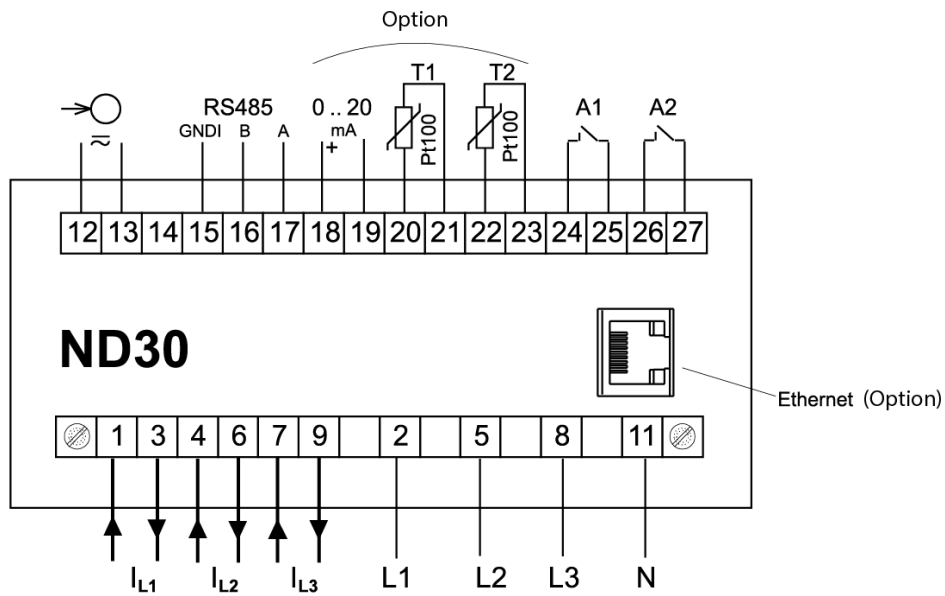 Option
T1 T2
RS485 0 .. 20 A1 A2
GNDI B A mA
+
Pt100 Pt100
12 13 14 15 16 17 18 19 20 21 22 23 24 25 26 27
ND30
Ethernet (Option)
1 3 4 6 7 9 2 5 8 11
IL1 IL2 IL3 L1 L2 L3 N